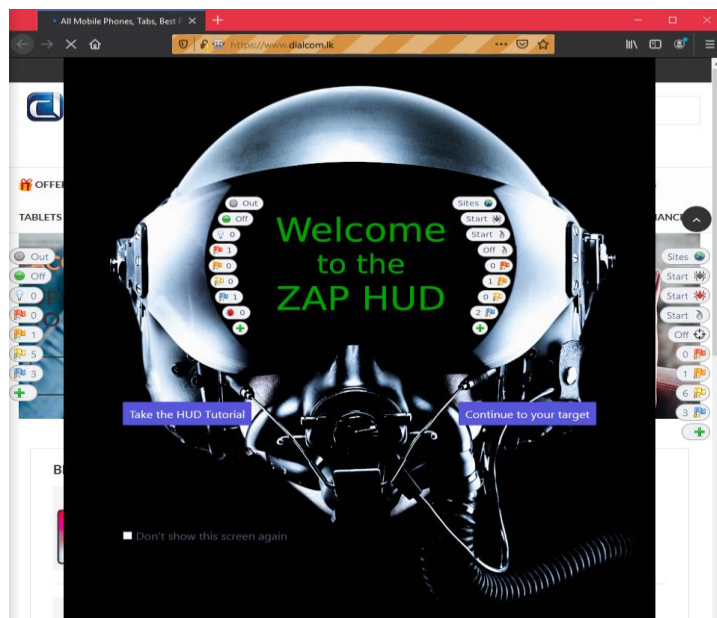 All Mobile Phones, Tabs, Best P
https://www.dialcom.lk
OFFE
TABLETS
Out
Off
0
0
1
5
3
Out
Off
0
1
0
0
1
0
Welcome
to the
ZAP HUD
Sites
Start
Start
Off
0
1
0
2
Sites
Start
Start
Start
Off
0
1
6
3
Take the HUD Tutorial
Continue to your target
Don't show this screen again